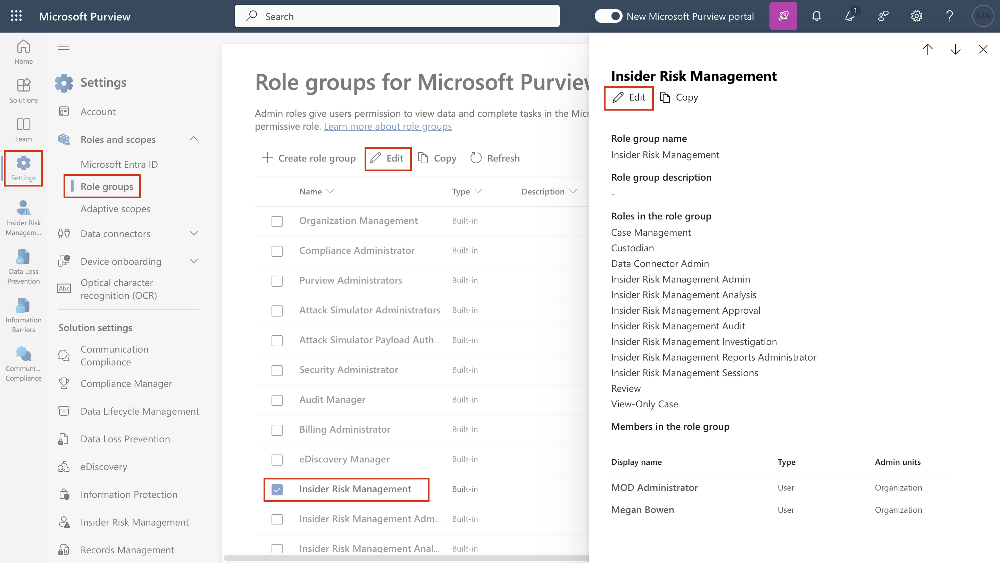 Microsoft Purview
Search
New Microsoft Purview portal
1
MA
Home
Solutions
Learn
Settings
Insider Risk
Managem...
Data Loss
Prevention
Information
Barriers
Communi...
Compliance
Settings
Account
Roles and scopes
Microsoft Entra ID
Role groups
Adaptive scopes
Data connectors
Device onboarding
Abc
Optical character
recognition (OCR)
Solution settings
Communication
Compliance
Compliance Manager
Data Lifecycle Management
Data Loss Prevention
eDiscovery
Information Protection
Insider Risk Management
Records Management
Role groups for Microsoft Purview
Admin roles give users permission to view data and complete tasks in the Micr
permissive role. Learn more about role groups
Create role group Edit Copy Refresh
Name Type Description
Organization Management Built-in
Compliance Administrator Built-in
Purview Administrators Built-in
Attack Simulator Administrators Built-in
Attack Simulator Payload Auth... Built-in
Security Administrator Built-in
Audit Manager Built-in
Billing Administrator Built-in
eDiscovery Manager Built-in
Insider Risk Management Built-in
Insider Risk Management Adm... Built-in
Insider Risk Management Anal... Built-in
Insider Risk Management
Edit Copy
Role group name
Insider Risk Management
Role group description
-
Roles in the role group
Case Management
Custodian
Data Connector Admin
Insider Risk Management Admin
Insider Risk Management Analysis
Insider Risk Management Approval
Insider Risk Management Audit
Insider Risk Management Investigation
Insider Risk Management Reports Administrator
Insider Risk Management Sessions
Review
View-Only Case
Members in the role group
Display name Type Admin units
MOD Administrator User Organization
Megan Bowen User Organization